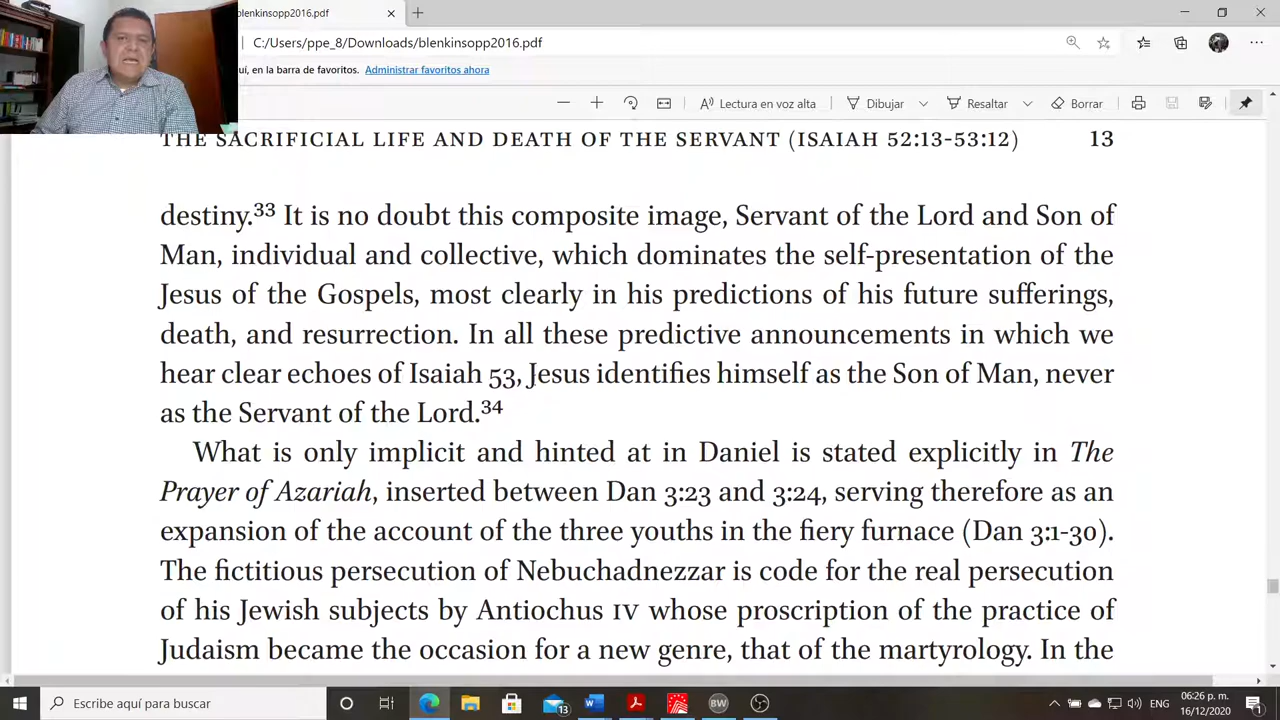 blenkinsopp2016.pdf
C:/Users/ppe_8/Downloads/blenkinsopp2016.pdf
uí, en la barra de favoritos. Administrar favoritos ahora
Lectura en voz alta Dibujar Resaltar Borrar
THE SACRIFICIAL LIFE AND DEATH OF THE SERVANT (ISAIAH 52:13-53:12) 13
destiny.³³ It is no doubt this composite image, Servant of the Lord and Son of
Man, individual and collective, which dominates the self-presentation of the
Jesus of the Gospels, most clearly in his predictions of his future sufferings,
death, and resurrection. In all these predictive announcements in which we
hear clear echoes of Isaiah 53, Jesus identifies himself as the Son of Man, never
as the Servant of the Lord.³⁴
What is only implicit and hinted at in Daniel is stated explicitly in The
Prayer of Azariah, inserted between Dan 3:23 and 3:24, serving therefore as an
expansion of the account of the three youths in the fiery furnace (Dan 3:1-30).
The fictitious persecution of Nebuchadnezzar is code for the real persecution
of his Jewish subjects by Antiochus IV whose proscription of the practice of
Judaism became the occasion for a new genre, that of the martyrology. In the
Escribe aquí para buscar
13
BW
ENG
06:26 p. m.
16/12/2020
1